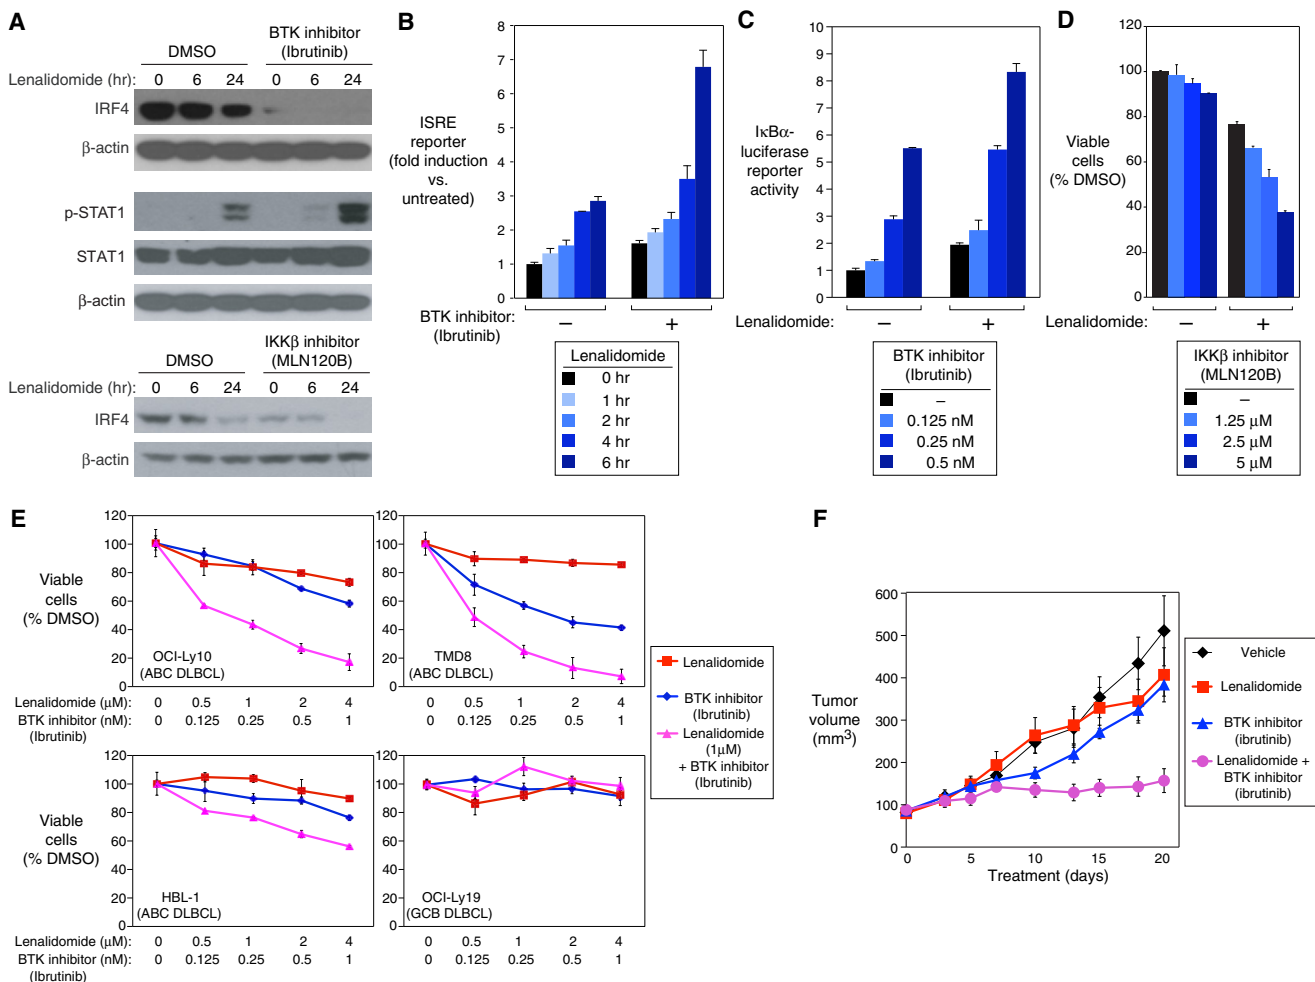 A
DMSO
BTK inhibitor
(Ibrutinib)
Lenalidomide (hr): 0 6 24 0 6 24
IRF4
β-actin
p-STAT1
STAT1
β-actin
DMSO
IKKβ inhibitor
(MLN120B)
Lenalidomide (hr): 0 6 24 0 6 24
IRF4
β-actin
B
ISRE
reporter
(fold induction
vs.
untreated)
8
7
6
5
4
3
2
1
0
BTK inhibitor:
(Ibrutinib)
– +
Lenalidomide
0 hr
1 hr
2 hr
4 hr
6 hr
C
IκBα-
luciferase
reporter
activity
10
9
8
7
6
5
4
3
2
1
0
Lenalidomide: – +
BTK inhibitor
(Ibrutinib)
–
0.125 nM
0.25 nM
0.5 nM
D
Viable
cells
(% DMSO)
120
100
80
60
40
20
0
Lenalidomide: – +
IKKβ inhibitor
(MLN120B)
–
1.25 μM
2.5 μM
5 μM
E
Viable
cells
(% DMSO)
120
100
80
60
40
20
0
OCI-Ly10
(ABC DLBCL)
120
100
80
60
40
20
0
TMD8
(ABC DLBCL)
Lenalidomide (μM): 0 0.5 1 2 4 0 0.5 1 2 4
BTK inhibitor (nM): 0 0.125 0.25 0.5 1 0 0.125 0.25 0.5 1
(Ibrutinib)
Viable
cells
(% DMSO)
120
100
80
60
40
20
0
HBL-1
(ABC DLBCL)
120
100
80
60
40
20
0
OCI-Ly19
(GCB DLBCL)
Lenalidomide (μM): 0 0.5 1 2 4 0 0.5 1 2 4
BTK inhibitor (nM): 0 0.125 0.25 0.5 1 0 0.125 0.25 0.5 1
(Ibrutinib)
Lenalidomide
BTK inhibitor
(Ibrutinib)
Lenalidomide
(1μM)
+ BTK inhibitor
(Ibrutinib)
F
Tumor
volume
(mm3)
600
400
300
200
100
0
0 5 10 15 20
Treatment (days)
Vehicle
Lenalidomide
BTK inhibitor
(ibrutinib)
Lenalidomide +
BTK inhibitor
(ibrutinib)